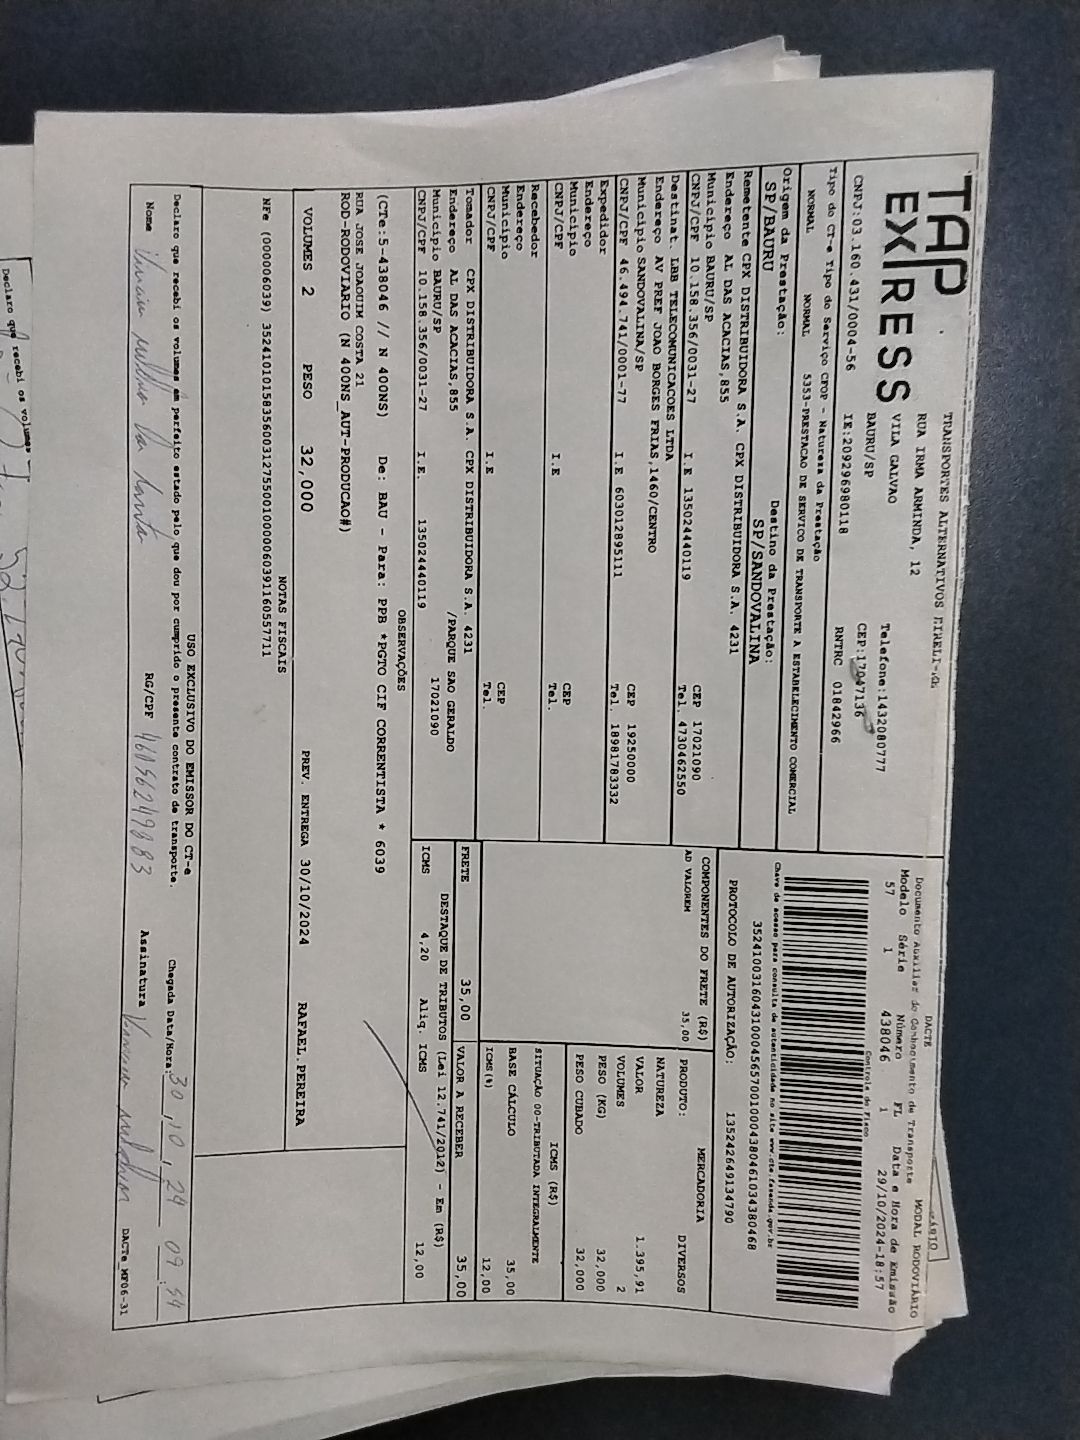 TAP
EXPRESS
TRANSPORTES ALTERNATIVOS EIRELI-ME
RUA IRMA ARMINDA, 12
VILA GALVAO
BAURU/SP
Telefone:1432080777
CEP:17047136
CNPJ:03.160.431/0004-56
IE:209296980118
RNTRC 01842966
DACTE
Documento Auxiliar do Conhecimento de Transporte
MODAL RODOVIÁRIO
Modelo Série Número FL Data e Hora de Emissão
57 1 438046 1 29/10/2024-18:57
Controle do Fisco
Chave de acesso para consulta de autenticidade no site www.cte.fazenda.gov.br
35241003160431000456570010004380461034380468
PROTOCOLO DE AUTORIZAÇÃO: 135242649134790
Tipo do CT-e Tipo do Serviço CFOP - Natureza da Prestação
NORMAL NORMAL 5353-PRESTACAO DE SERVICO DE TRANSPORTE A ESTABELECIMENTO COMERCIAL
Origem da Prestação: Destino da Prestação:
SP/BAURU SP/SANDOVALINA
Remetente CPX DISTRIBUIDORA S.A. CPX DISTRIBUIDORA S.A. 4231
Endereço AL DAS ACACIAS,855
Município BAURU/SP CEP 17021090
CNPJ/CPF 10.158.356/0031-27 I.E 135024440119 Tel. 4730462550
Destinat. LBB TELECOMUNICACOES LTDA
Endereço AV PREF JOAO BORGES FRIAS,1460/CENTRO
Município SANDOVALINA/SP CEP 19250000
CNPJ/CPF 46.494.741/0001-77 I.E 603012895111 Tel. 18981783332
Expedidor
Endereço
Município CEP
CNPJ/CPF I.E Tel.
Recebedor
Endereço
Município CEP
CNPJ/CPF I.E Tel.
Tomador CPX DISTRIBUIDORA S.A. CPX DISTRIBUIDORA S.A. 4231
Endereço AL DAS ACACIAS,855 /PARQUE SAO GERALDO
Município BAURU/SP 17021090
CNPJ/CPF 10.158.356/0031-27 I.E. 135024440119
COMPONENTES DO FRETE (R$)
AD VALOREM 35,00
FRETE 35,00
MERCADORIA
PRODUTO: DIVERSOS
NATUREZA
VALOR 1.395,91
VOLUMES 2
PESO (KG) 32,000
PESO CUBADO 32,000
ICMS (R$)
SITUAÇÃO 00-TRIBUTADA INTEGRALMENTE
BASE CÁLCULO 35,00
ICMS(%) 12,00
VALOR A RECEBER 35,00
DESTAQUE DE TRIBUTOS (Lei 12.741/2012) - Em (R$)
ICMS 4,20 Aliq. ICMS 12,00
OBSERVAÇÕES
(CTe:5-438046 // N 400NS) De: BAU - Para: PPB *PGTO CIF CORRENTISTA * 6039
RUA JOSE JOAQUIM COSTA 21
ROD-RODOVIARIO (N 400NS_AUT-PRODUCAO#)
VOLUMES 2 PESO 32,000 PREV. ENTREGA 30/10/2024 RAFAEL.PEREIRA
NOTAS FISCAIS
NFe (000006039) 35241010158356003127550010000060391160557711
USO EXCLUSIVO DO EMISSOR DO CT-e
Declaro que recebi os volumes em perfeito estado pelo que dou por cumprido o presente contrato de transporte.
Chegada Data/Hora: 30,10,24 09:54
Nome
RG/CPF 46056249883
Assinatura
DACTe_MF06-31
Declaro que recebi os volumes